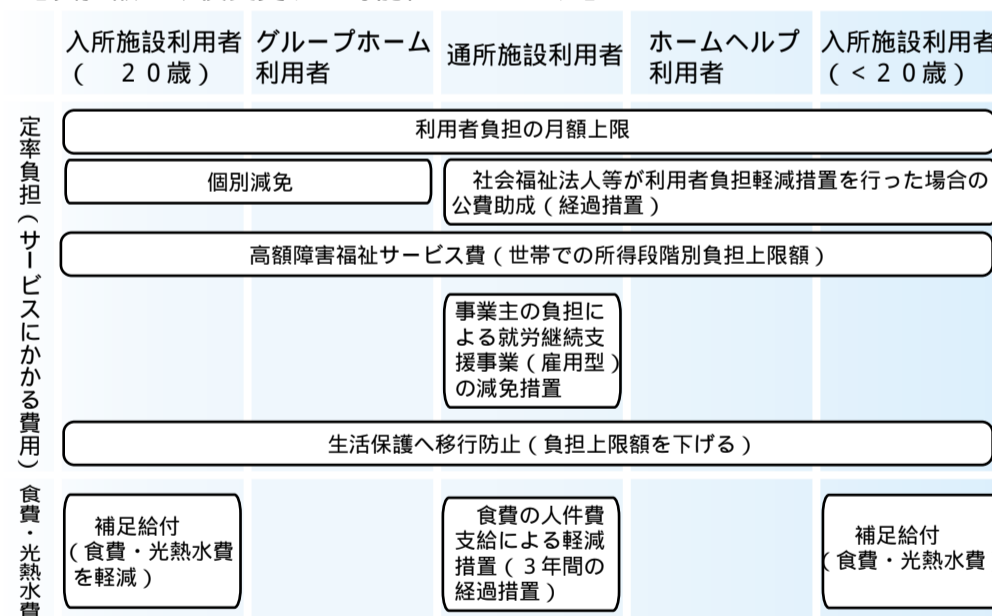 入所施設利用者
(　２０歳)
グループホーム
利用者
通所施設利用者
ホームヘルプ
利用者
入所施設利用者
(<２０歳)
定率負担(サービスにかかる費用)
利用者負担の月額上限
個別減免
社会福祉法人等が利用者負担軽減措置を行った場合の
公費助成(経過措置)
高額障害福祉サービス費(世帯での所得段階別負担上限額)
事業主の負担に
よる就労継続支
援事業(雇用型)
の減免措置
生活保護へ移行防止(負担上限額を下げる)
食費・光熱水費
補足給付
(食費・光熱水費
を軽減)
食費の人件費
支給による軽減
措置(３年間の
経過措置)
補足給付
(食費・光熱水費